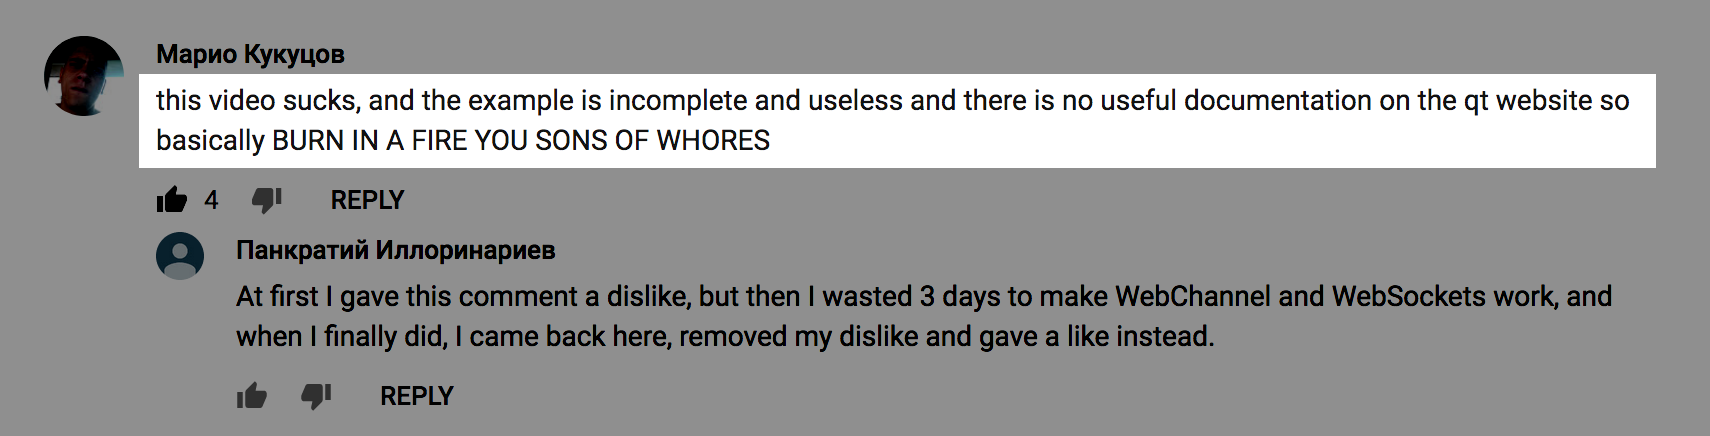 Марио Кукуцов
this video sucks, and the example is incomplete and useless and there is no useful documentation on the qt website so
basically BURN IN A FIRE YOU SONS OF WHORES
4 REPLY
Панкратий Иллоринариев
At first I gave this comment a dislike, but then I wasted 3 days to make WebChannel and WebSockets work, and
when I finally did, I came back here, removed my dislike and gave a like instead.
REPLY